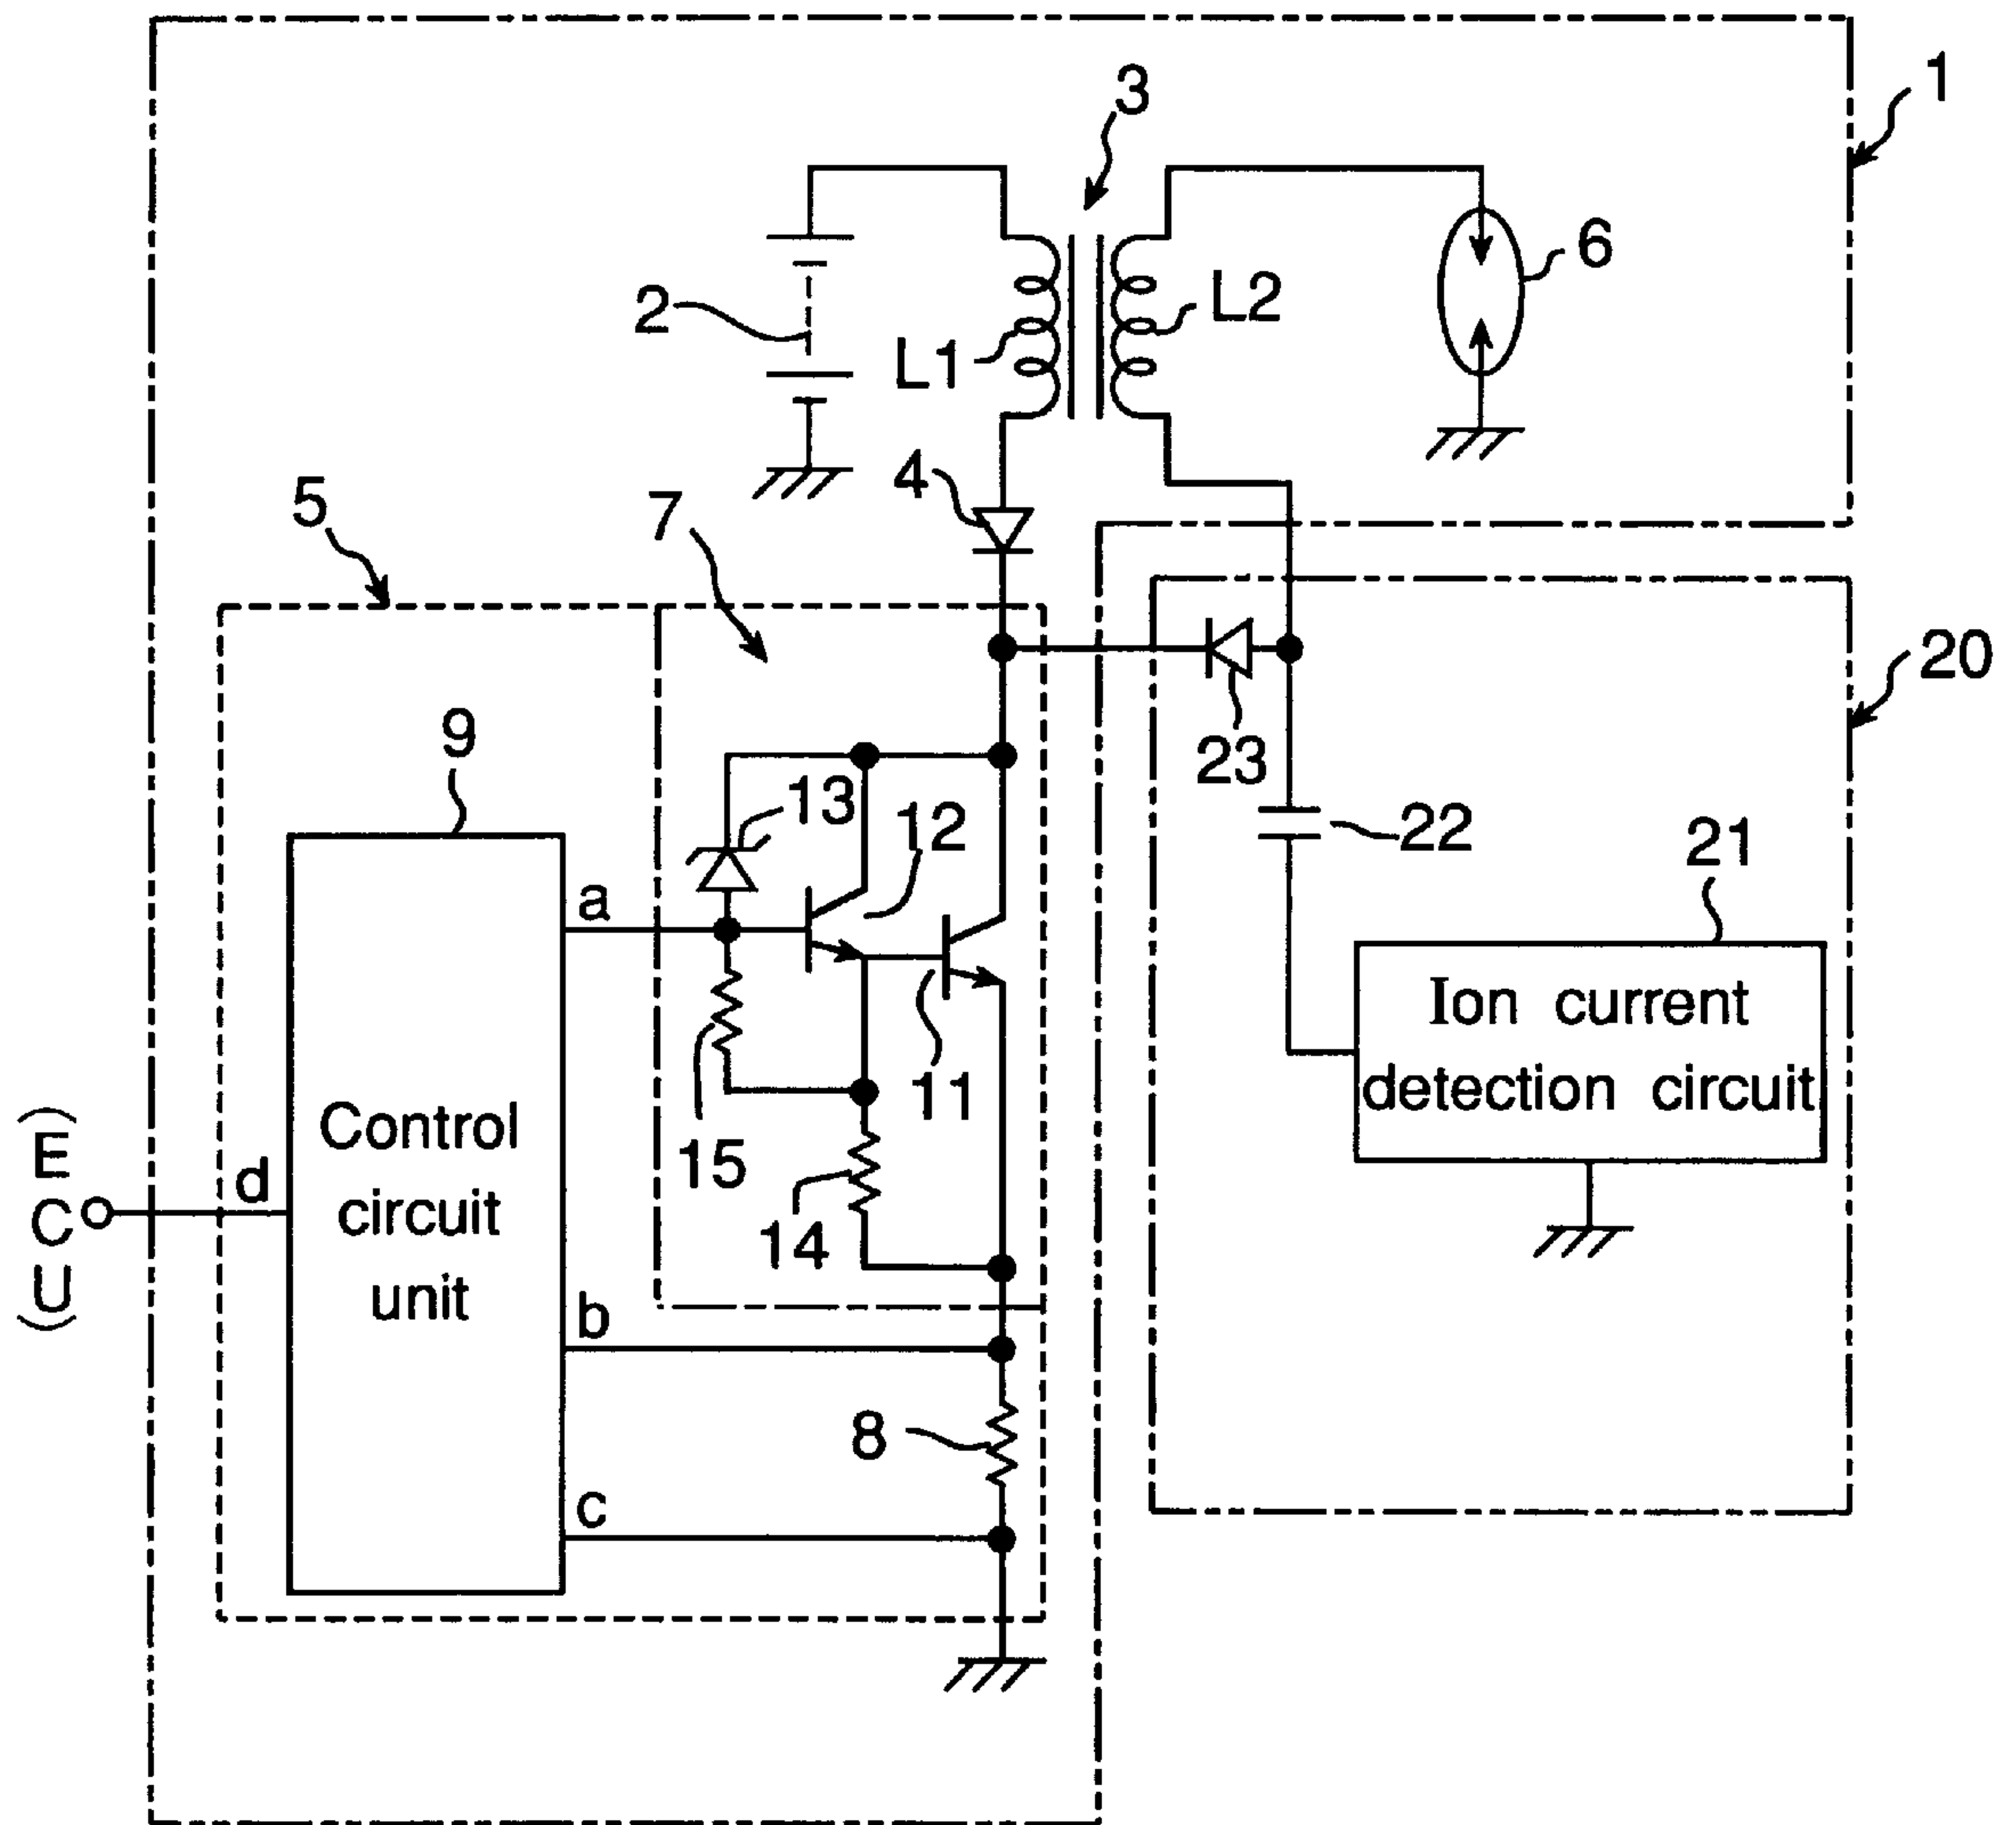 1
3
6
2
L2
L1
4
5
7
20
23
9
13
12
22
21
a
Ion current
detection circuit
11
Control
circuit
unit
15
(ECU)
d
14
b
8
c